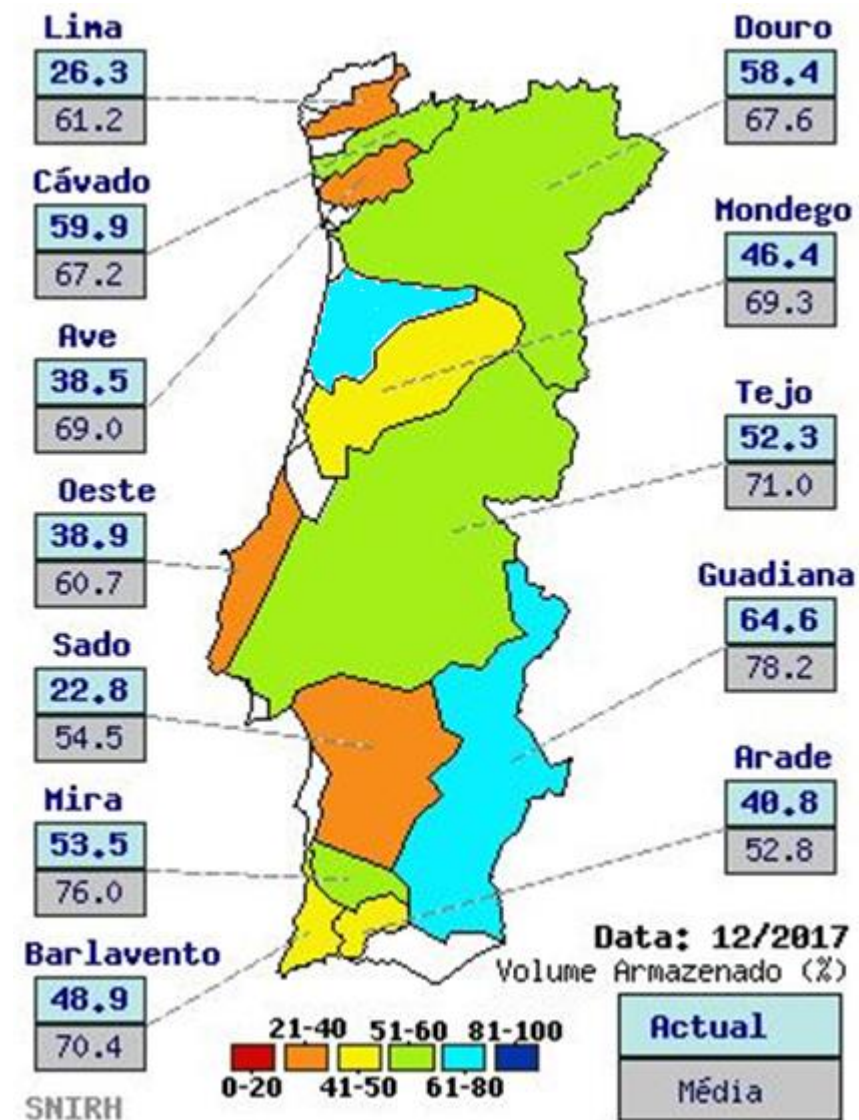 Lima
26.3
61.2
Cávado
59.9
67.2
Ave
38.5
69.0
Oeste
38.9
60.7
Sado
22.8
54.5
Mira
53.5
76.0
Barlavento
48.9
70.4
SNIRH
Douro
58.4
67.6
Mondego
46.4
69.3
Tejo
52.3
71.0
Guadiana
64.6
78.2
Arade
40.8
52.8
Data: 12/2017
Volume Armazenado (%)
Actual
Média
21-40 51-60 81-100
0-20 41-50 61-80